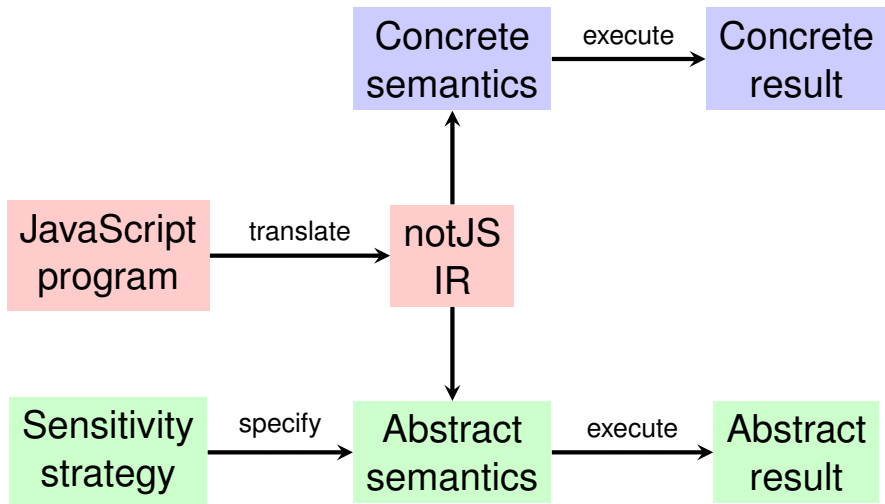 Concrete
semantics
execute
Concrete
result
JavaScript
program
translate
notJS
IR
Sensitivity
strategy
specify
Abstract
semantics
execute
Abstract
result